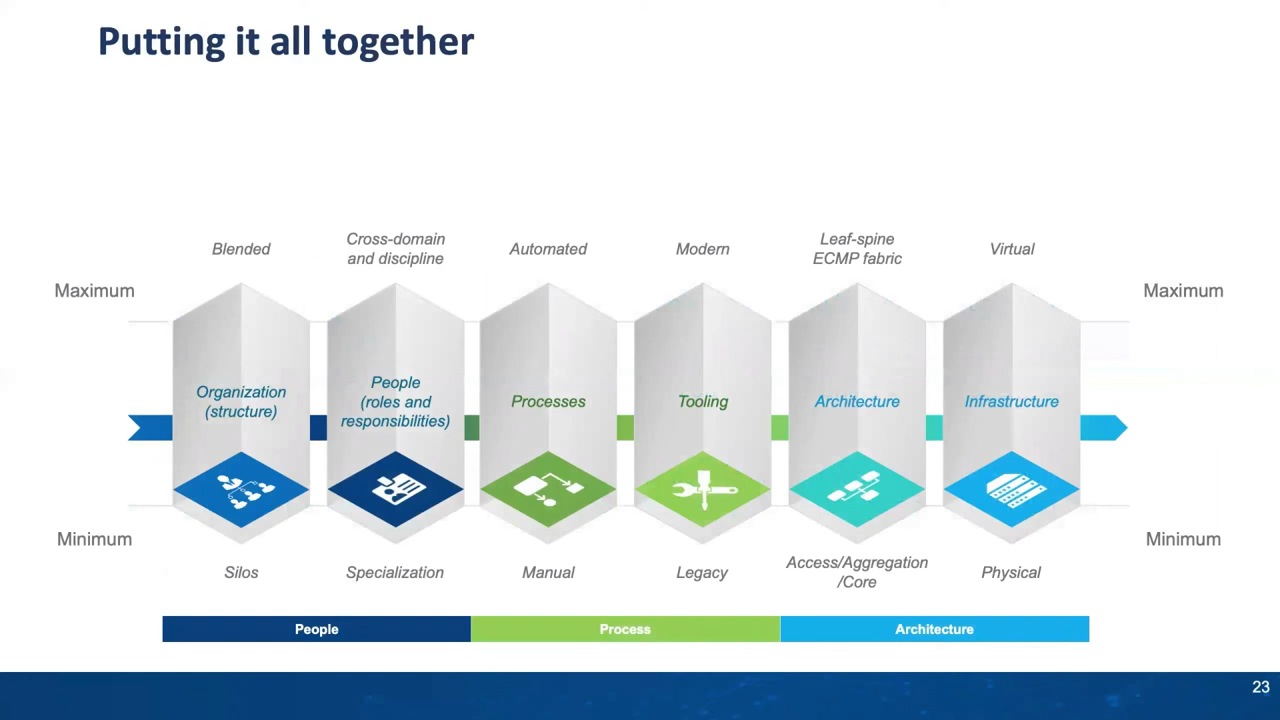 Putting it all together
Blended
Cross-domain
and discipline
Automated
Modern
Leaf-spine
ECMP fabric
Virtual
Maximum
Maximum
Organization
(structure)
People
(roles and
responsibilities)
Processes
Tooling
Architecture
Infrastructure
Minimum
Minimum
Silos
Specialization
Manual
Legacy
Access/Aggregation
/Core
Physical
People
Process
Architecture
23